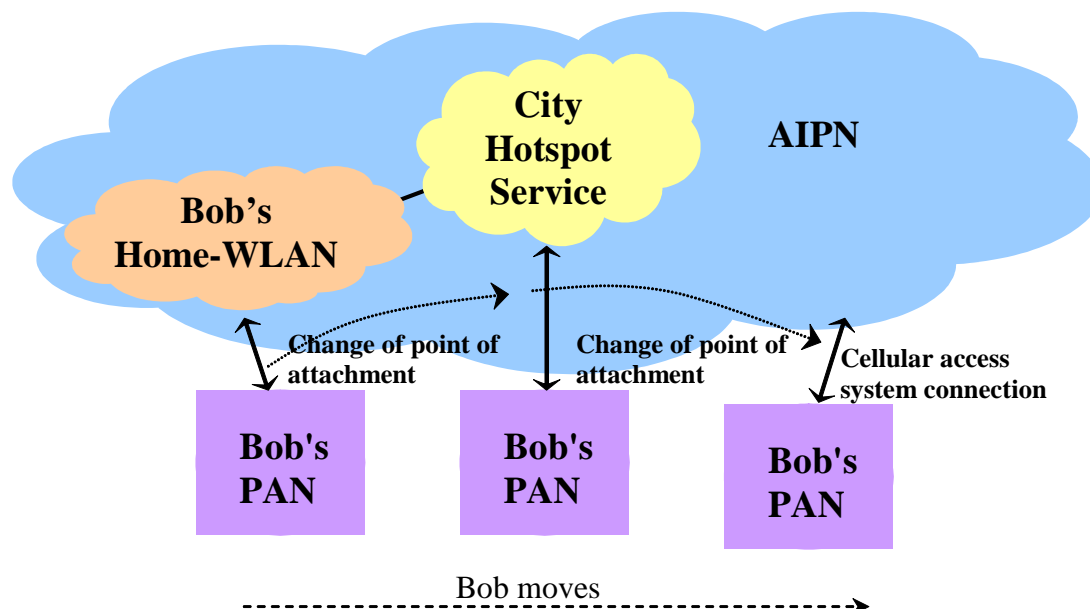 City
Hotspot
Service
AIPN
Bob’s
Home-WLAN
Change of point of
attachment
Change of point of
attachment
Cellular access
system connection
Bob's
PAN
Bob's
PAN
Bob's
PAN
Bob moves